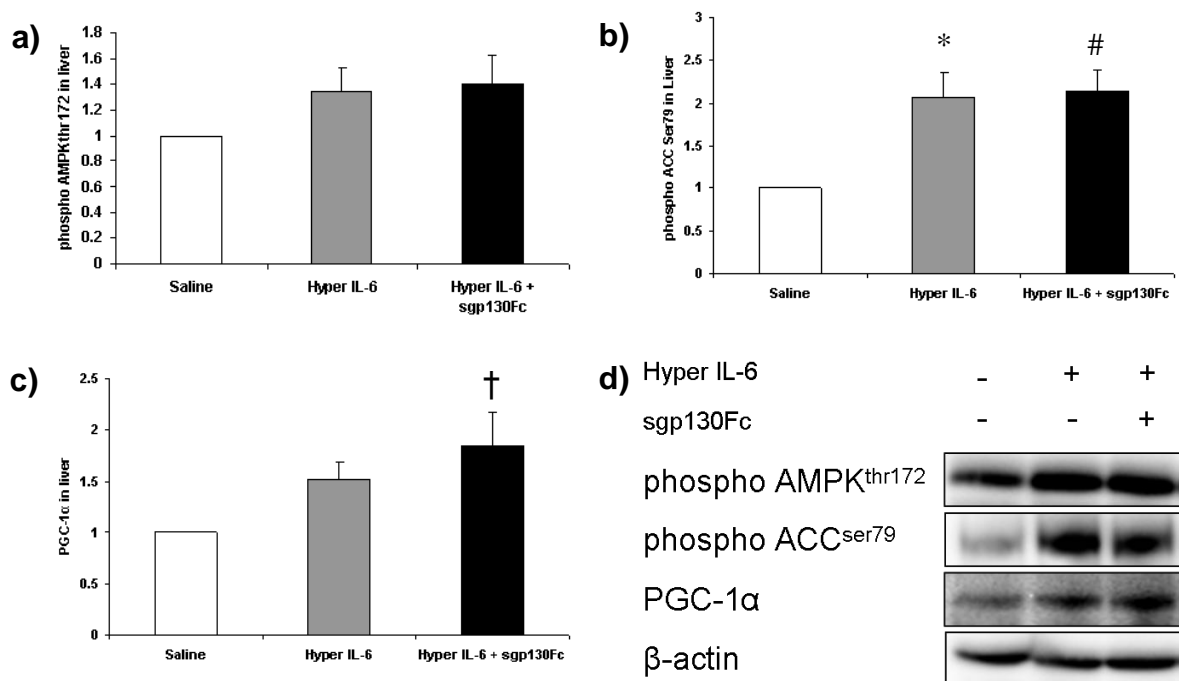 a)
phospho AMPKthr172 in liver
1.8
1.6
1.4
1.2
1
0.8
0.6
0.4
0.2
0
Saline
Hyper IL-6
Hyper IL-6 +
sgp130Fc
b)
phospho ACC Ser79 in Liver
3
2.5
2
1.5
1
0.5
0
*
#
Saline
Hyper IL-6
Hyper IL-6 + sgp130Fc
c)
PGC-1α in liver
2.5
2
1.5
1
0.5
0
†
Saline
Hyper IL-6
Hyper IL-6 + sgp130Fc
d)
Hyper IL-6 - + +
sgp130Fc - - +
phospho AMPKthr172
phospho ACCser79
PGC-1α
β-actin